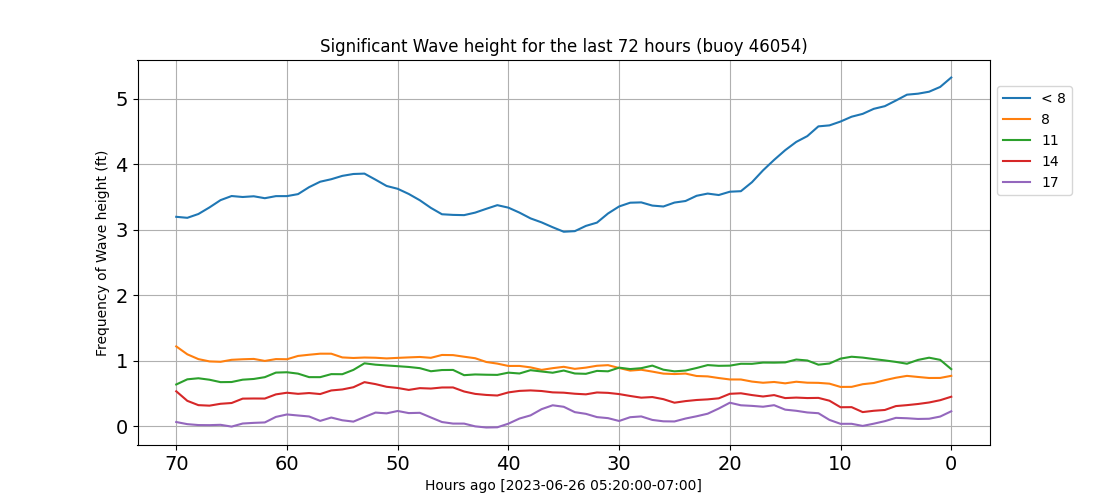 Significant Wave height for the last 72 hours (buoy 46054)
Frequency of Wave height (ft)
5
4
3
2
1
0
70 60 50 40 30 20 10 0
Hours ago [2023-06-26 05:20:00-07:00]
< 8
8
11
14
17